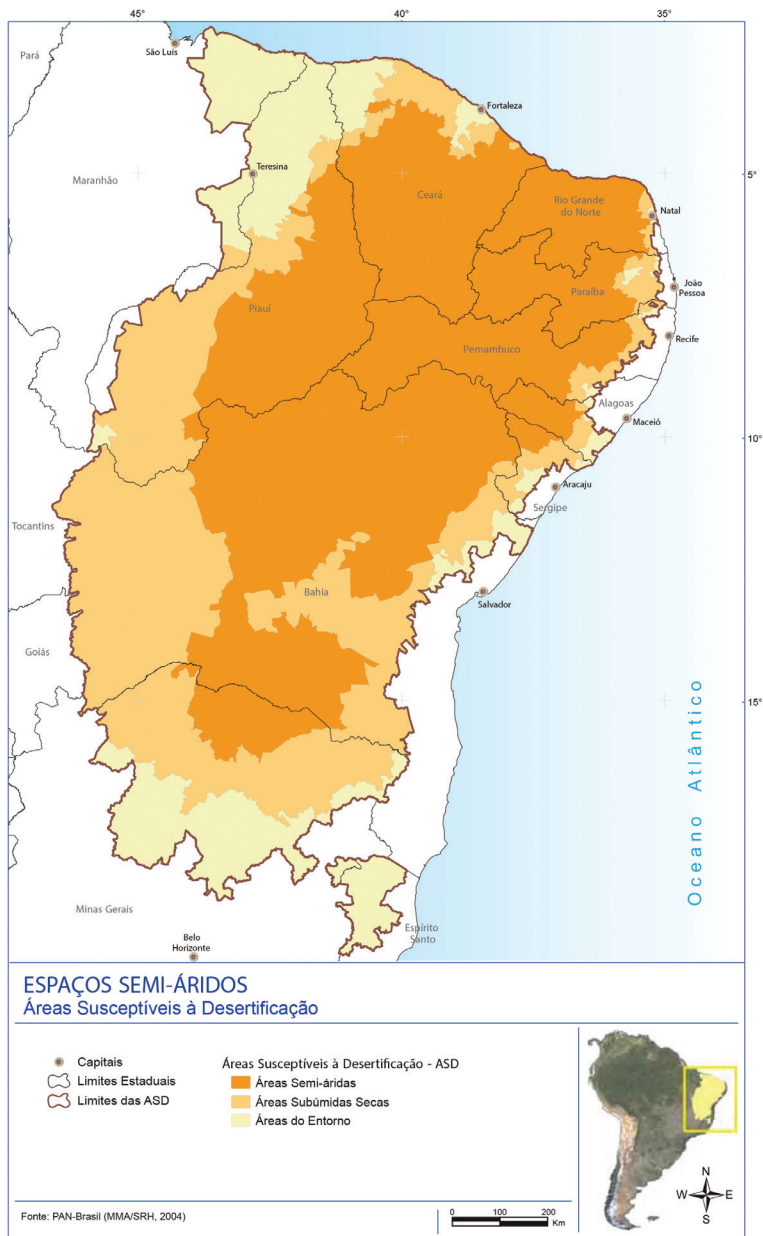 45°
40°
35°
Pará
São Luís
Fortaleza
Teresina
5°
Maranhão
Ceará
Rio Grande
do Norte
Natal
João
Pessoa
Paraíba
Piauí
Recife
Pernambuco
Alagoas
Maceió
10°
Aracaju
Sergipe
Tocantins
Bahia
Salvador
Goiás
15°
Oceano Atlântico
Minas Gerais
Belo
Horizonte
Espírito
Santo
ESPAÇOS SEMI-ÁRIDOS
Áreas Susceptíveis à Desertificação
Capitais
Limites Estaduais
Limites das ASD
Áreas Susceptíveis à Desertificação - ASD
Áreas Semi-áridas
Áreas Subúmidas Secas
Áreas do Entorno
N
W
E
S
Fonte: PAN-Brasil (MMA/SRH, 2004)
0 100 200
Km